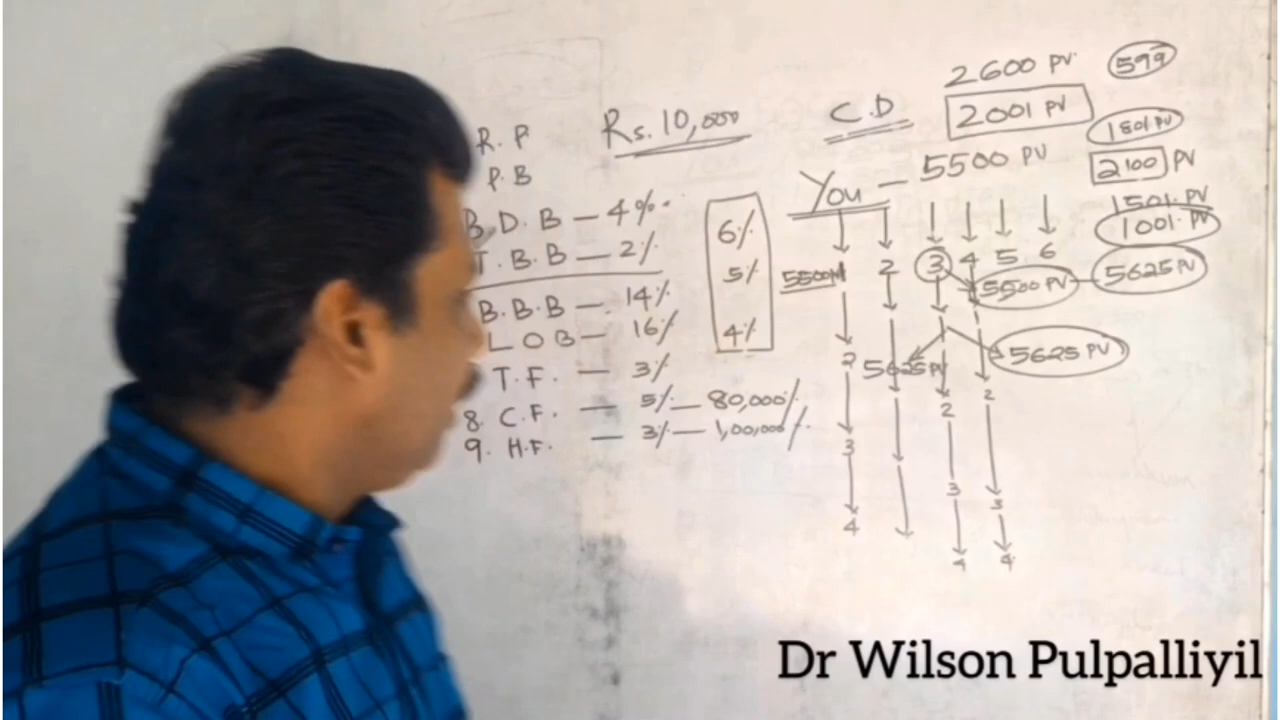 R.P
P.B
Rs. 10,000
B.D.B — 4%
T.B.B — 2%
B.B.B — 14%
L O B — 16%
T.F. — 3%
8. C.F. — 5% — 80,000/
9. H.F. — 3% — 1,00,000/
6%
5%
4%
C.D
2600 PV
599
2001 PV
1801 PV
You — 5500 PV
2100 PV
1501 PV
1001 PV
5500PV 2 3 4 5 6
5500 PV — 5625 PV
2 5625 PV 5625 PV
2 2
3 3 3
4 4 4
Dr Wilson Pulpalliyil